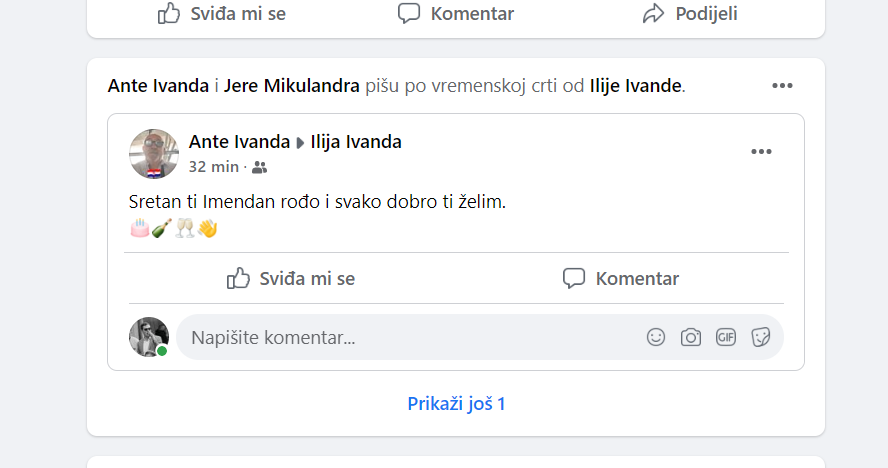 Sviđa mi se Komentar Podijeli
Ante Ivanda i Jere Mikulandra pišu po vremenskoj crti od Ilije Ivande.
Ante Ivanda Ilija Ivanda
32 min ·
Sretan ti Imendan rođo i svako dobro ti želim.
Sviđa mi se Komentar
Napišite komentar... GIF
Prikaži još 1